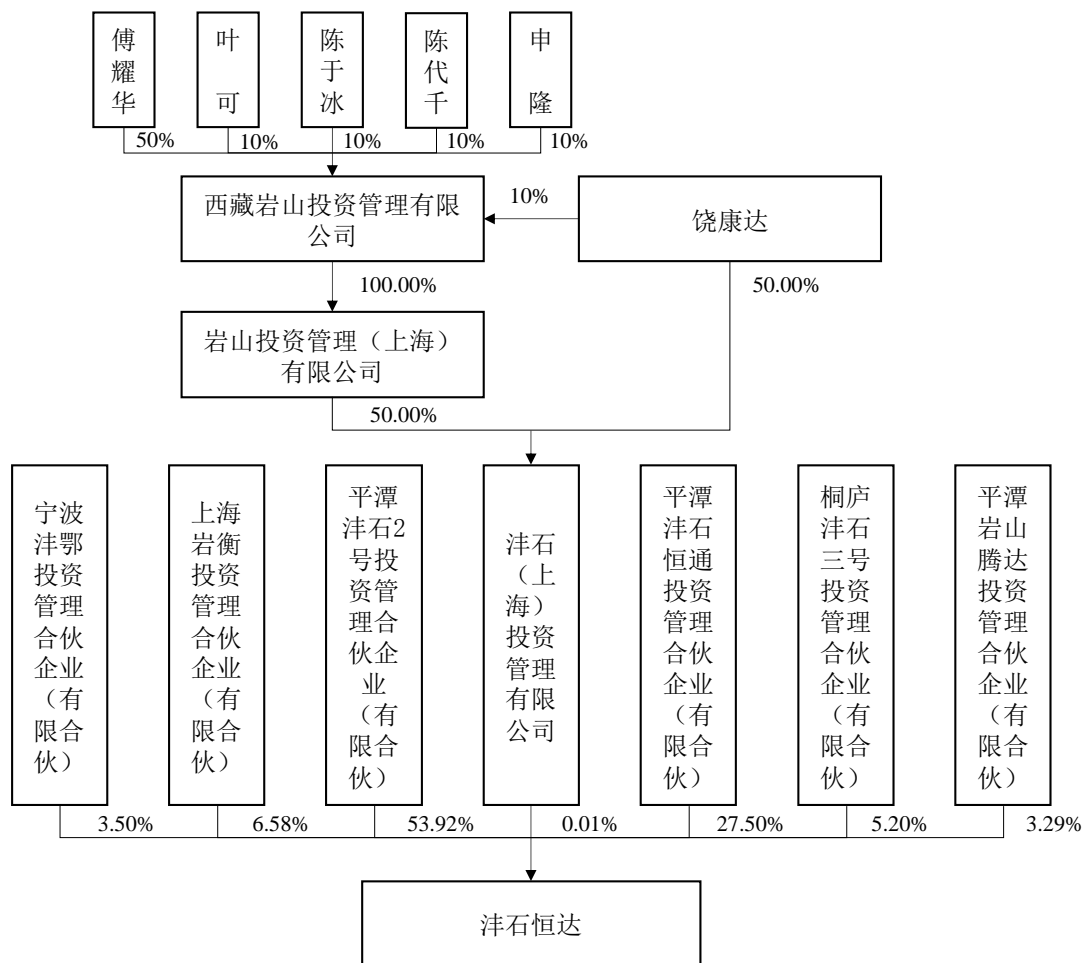 傅
耀
华
叶
可
陈
于
冰
陈
代
千
申
隆
50%
10%
10%
10%
10%
西藏岩山投资管理有限
公司
10%
饶康达
100.00%
50.00%
岩山投资管理（上海）
有限公司
50.00%
宁波
沣鄂
投资
管理
合伙
企业
（有
限合
伙）
上海
岩衡
投资
管理
合伙
企业
（有
限合
伙）
平潭
沣石2
号投
资管
理合
伙企
业
（有
限合
伙）
沣石
（上
海）
投资
管理
有限
公司
平潭
沣石
恒通
投资
管理
合伙
企业
（有
限合
伙）
桐庐
沣石
三号
投资
管理
合伙
企业
（有
限合
伙）
平潭
岩山
腾达
投资
管理
合伙
企业
（有
限合
伙）
3.50%
6.58%
53.92%
0.01%
27.50%
5.20%
3.29%
沣石恒达